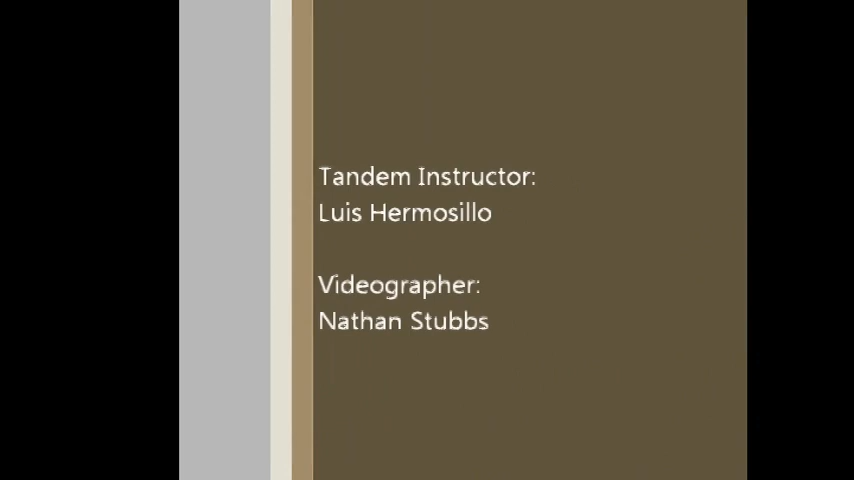 Tandem Instructor:
Luis Hermosillo
Videographer:
Nathan Stubbs